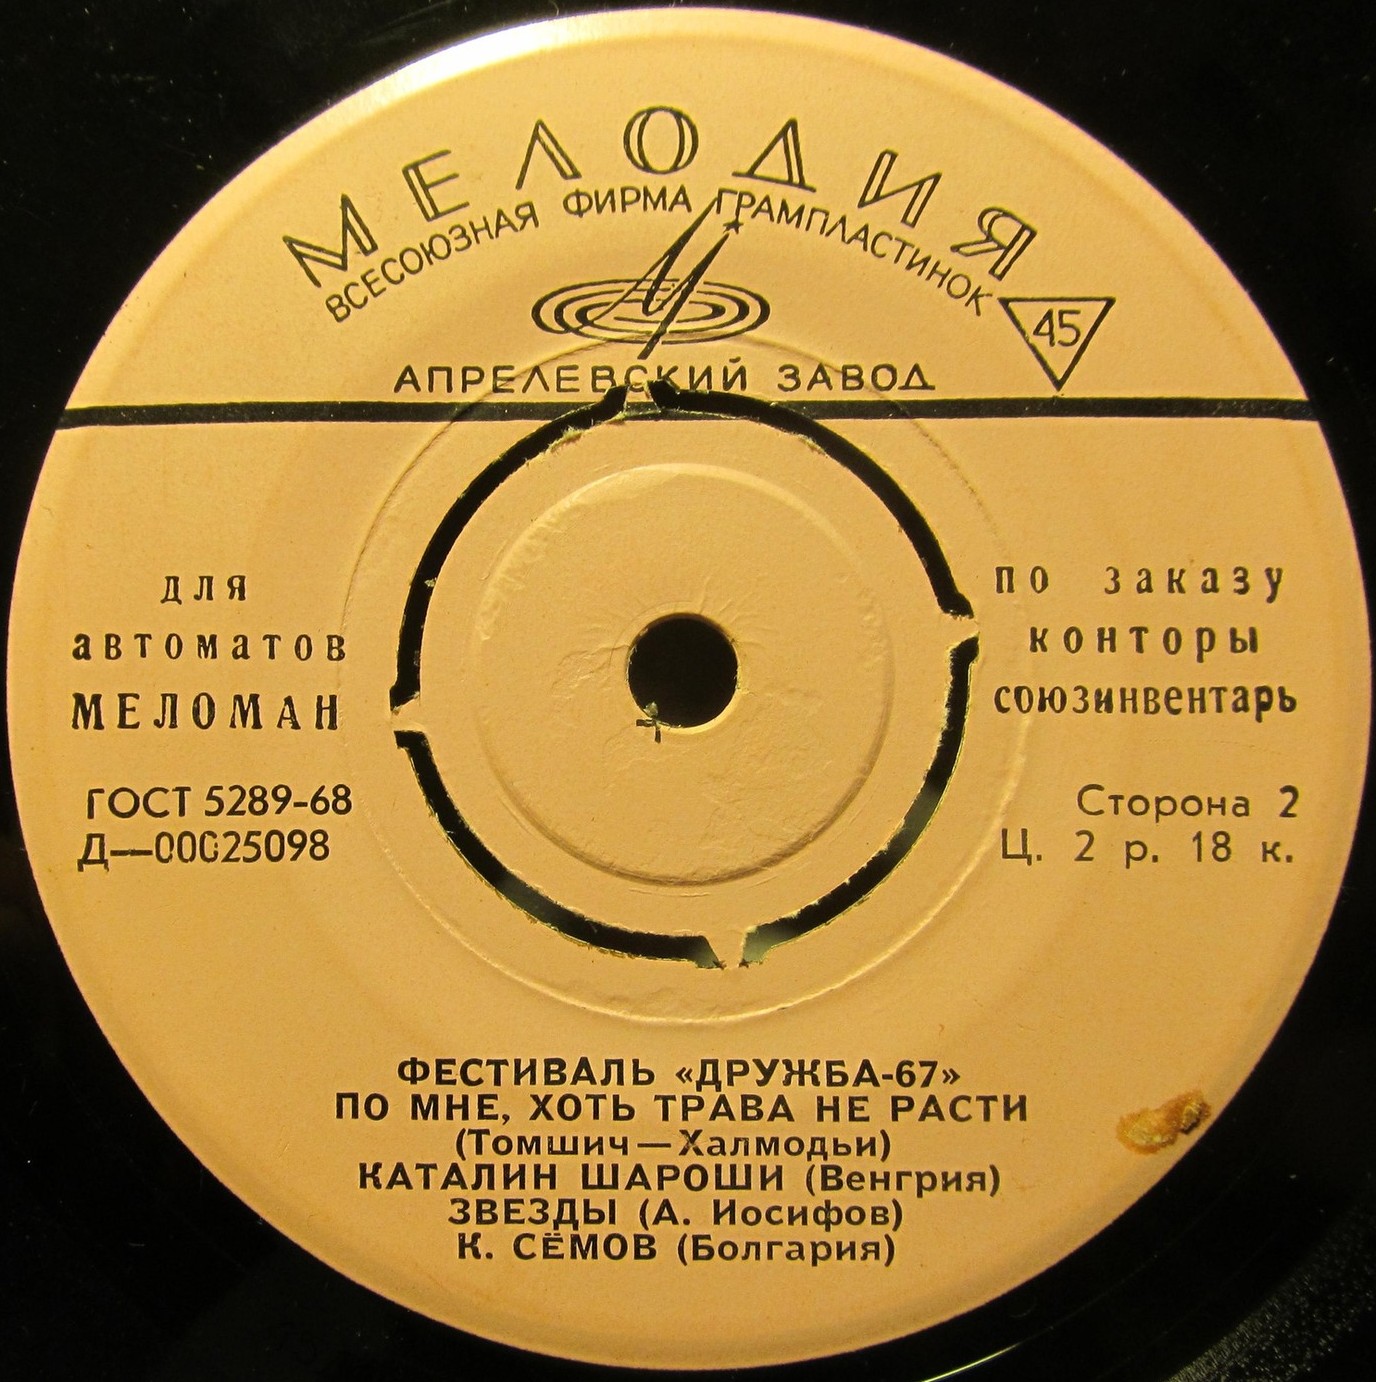 МЕЛОДИЯ
ВСЕСОЮЗНАЯ ФИРМА ГРАМПЛАСТИНОК
45
АПРЕЛЕВСКИЙ ЗАВОД
для
автоматов
МЕЛОМАН
по заказу
конторы
союзинвентарь
ГОСТ 5289-68
Д—00025098
Сторона 2
Ц. 2 р. 18 к.
ФЕСТИВАЛЬ «ДРУЖБА-67»
ПО МНЕ, ХОТЬ ТРАВА НЕ РАСТИ
(Томшич—Халмодьи)
КАТАЛИН ШАРОШИ (Венгрия)
ЗВЕЗДЫ (А. Иосифов)
К. СЁМОВ (Болгария)